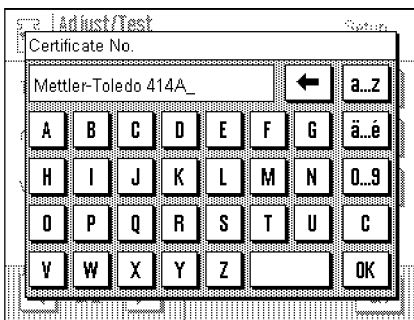 Adjust/Test Setup
Certificate No.
Mettler-Toledo 414A_ a...z
A B C D E F G ä...é
H I J K L M N 0...9
O P Q R S T U C
V W X Y Z OK